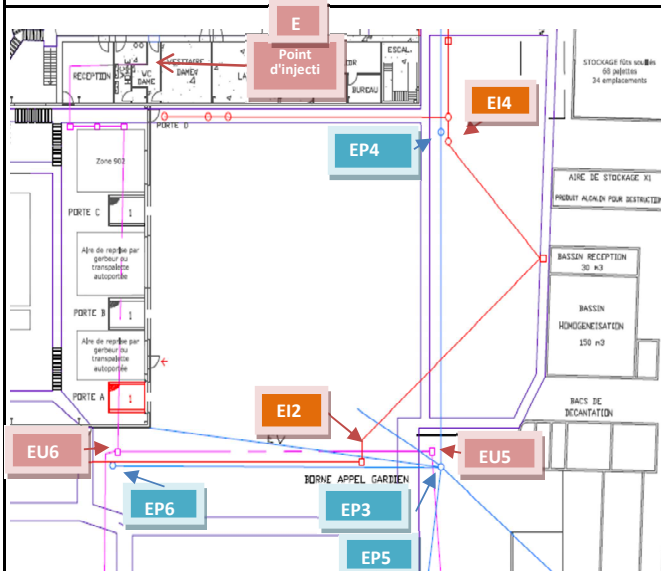 E
Point
d'injecti
RECEPTION
WC
DAME
VESTIAIRE
DAMEV
LA
BUREAU
ESCAL.
STOCKAGE fûts souillés
68 palettes
34 emplacements
EI4
EP4
PORTE D
Zone 902
AIRE DE STOCKAGE X1
PRODUIT ALCALIN POUR DESTRUCTION
PORTE C
1
Aire de reprise par
gerbeur ou
transpalette
autoportée
BASSIN RECEPTION
30 m3
BASSIN
HOMOGENEISATION
150 m3
PORTE B
1
Aire de reprise par
gerbeur ou
transpalette
autoportée
PORTE A
1
BACS DE
DECANTATION
EI2
EU6
EU5
BORNE APPEL GARDIEN
EP6
EP3
EP5